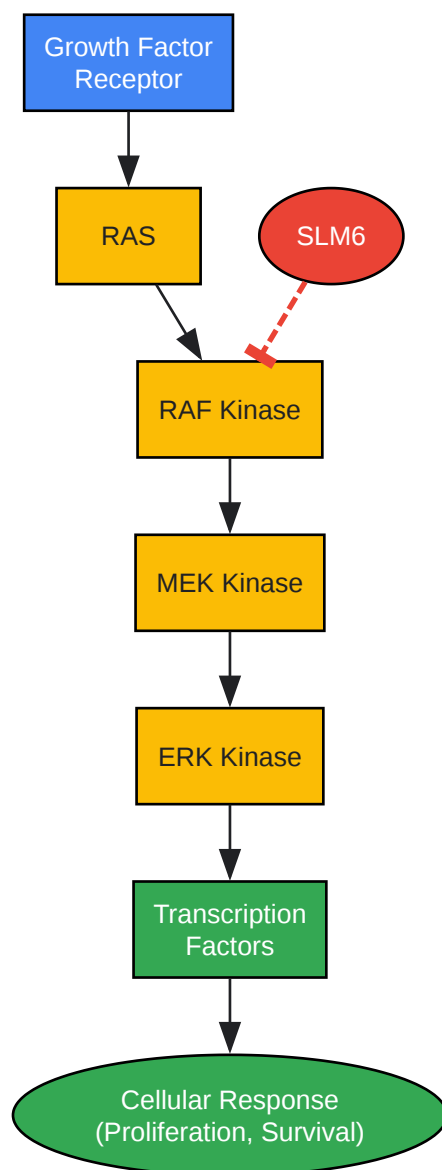 Growth Factor
Receptor
RAS
SLM6
RAF Kinase
MEK Kinase
ERK Kinase
Transcription
Factors
Cellular Response
(Proliferation, Survival)